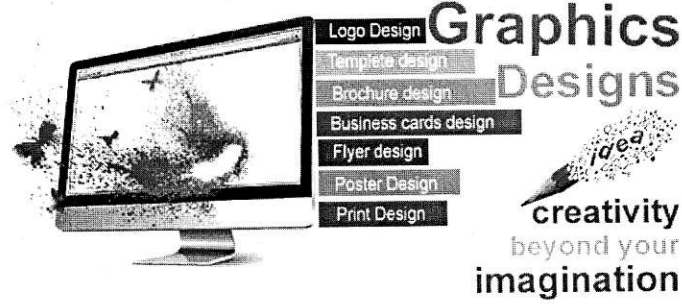 Logo Design
Templete design
Brochure design
Business cards design
Flyer design
Poster Design
Print Design
Graphics
Designs
idea
creativity
beyond your
imagination